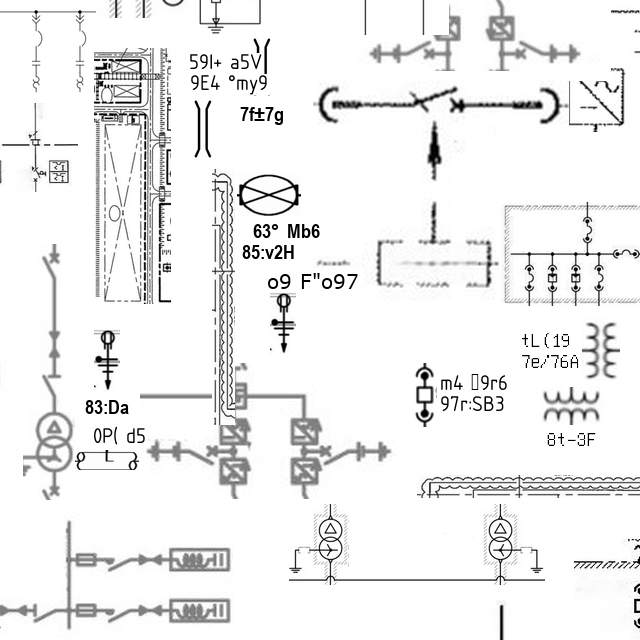 59I+ a5V
9E4 °my9
7f±7g
63° Mb6
85:v2H
o9 F"o97
tL(19
7e/'76A
m4 9r6
97r:SB3
83:Da
0P( d5
8t-3F